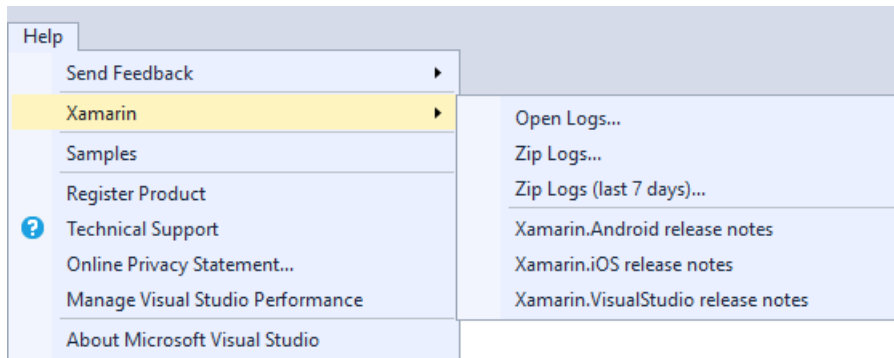 Help
Send Feedback
Xamarin
Samples
Register Product
Technical Support
Online Privacy Statement...
Manage Visual Studio Performance
About Microsoft Visual Studio
Open Logs...
Zip Logs...
Zip Logs (last 7 days)...
Xamarin.Android release notes
Xamarin.iOS release notes
Xamarin.VisualStudio release notes